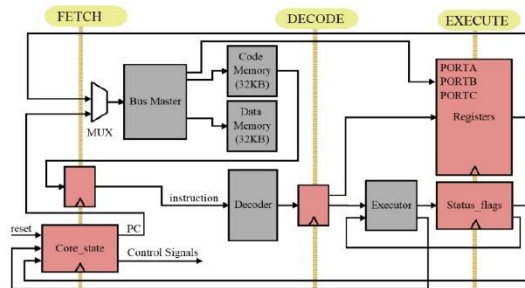 FETCH
DECODE
EXECUTE
Code
Memory
(32KB)
PORTA
PORTB
PORTC
Bus Master
MUX
Data
Memory
(32KB)
Registers
instruction
Decoder
Executor
Status_flags
reset
PC
Core_state
Control Signals